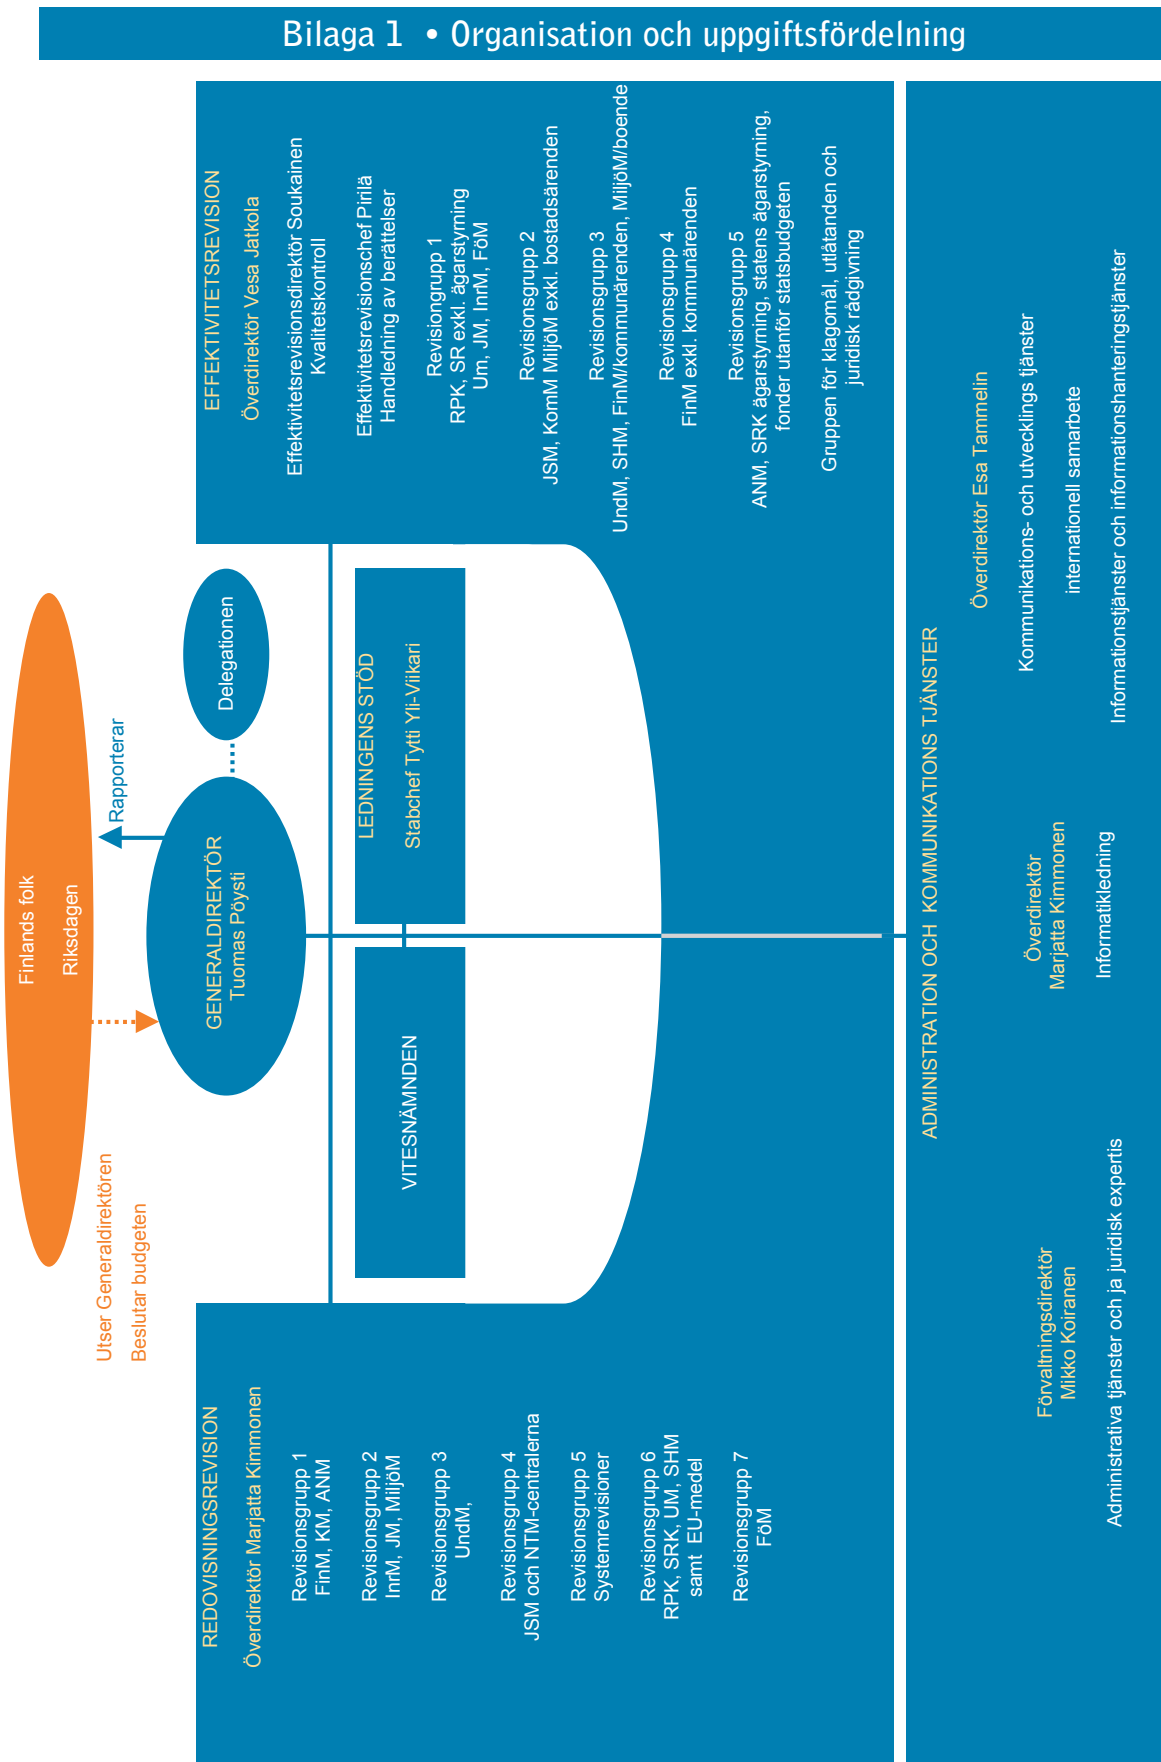 Bilaga 1 • Organisation och uppgiftsfördelning
Finlands folk
Riksdagen
Utser Generaldirektören
Beslutar budgeten
Rapporterar
GENERALDIREKTÖR
Tuomas Pöysti
Delegationen
VITESNÄMNDEN
LEDNINGENS STÖD
Stabchef Tytti Yli-Viikari
REDOVISNINGSREVISION
Överdirektör Marjatta Kimmonen
Revisionsgrupp 1
FinM, KM, ANM
Revisionsgrupp 2
InrM, JM, MiljöM
Revisionsgrupp 3
UndM,
Revisionsgrupp 4
JSM och NTM-centralerna
Revisionsgrupp 5
Systemrevisioner
Revisionsgrupp 6
RPK, SRK, UM, SHM
samt EU-medel
Revisionsgrupp 7
FöM
EFFEKTIVITETSREVISION
Överdirektör Vesa Jatkola
Effektivitetsrevisionsdirektör Soukainen
Kvalitetskontroll
Effektivitetsrevisionschef Pirilä
Handledning av berättelser
Revisiongrupp 1
RPK, SR exkl. ägarstyrning
Um, JM, InrM, FöM
Revisionsgrupp 2
JSM, KomM MiljöM exkl. bostadsärenden
Revisionsgrupp 3
UndM, SHM, FinM/kommunärenden, MiljöM/boende
Revisionsgrupp 4
FinM exkl. kommunärenden
Revisionsgrupp 5
ANM, SRK ägarstyrning, statens ägarstyrning,
fonder utanför statsbudgeten
Gruppen för klagomål, utlåtanden och
juridisk rådgivning
ADMINISTRATION OCH KOMMUNIKATIONS TJÄNSTER
Förvaltningsdirektör
Mikko Koiranen
Administrativa tjänster och ja juridisk expertis
Överdirektör
Marjatta Kimmonen
Informatikledning
Överdirektör Esa Tammelin
Kommunikations- och utvecklings tjänster
internationell samarbete
Informationstjänster och informationshanteringstjänster